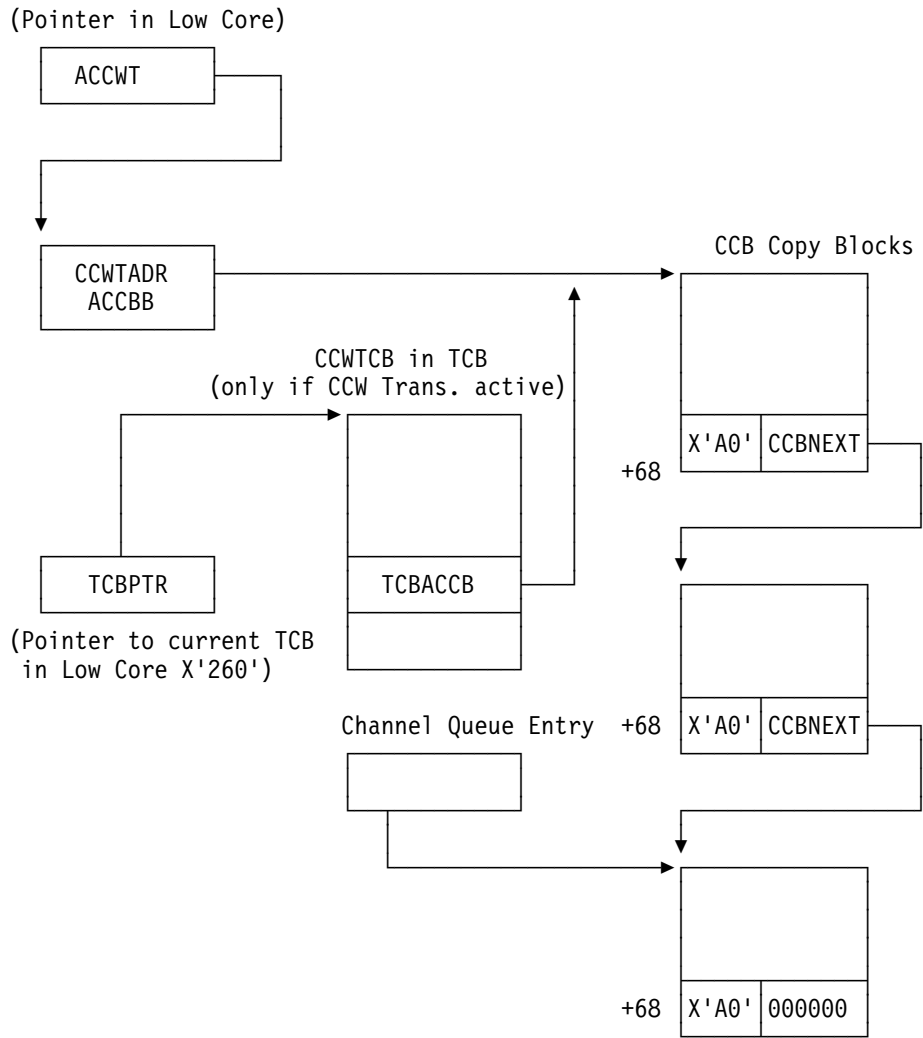 (Pointer in Low Core)
ACCWT
CCB Copy Blocks
CCWTADR
ACCBB
CCWTCB in TCB
(only if CCW Trans. active)
X'A0' CCBNEXT
+68
TCBPTR
TCBACCB
(Pointer to current TCB
in Low Core X'260')
Channel Queue Entry
+68 X'A0' CCBNEXT
+68 X'A0' 000000